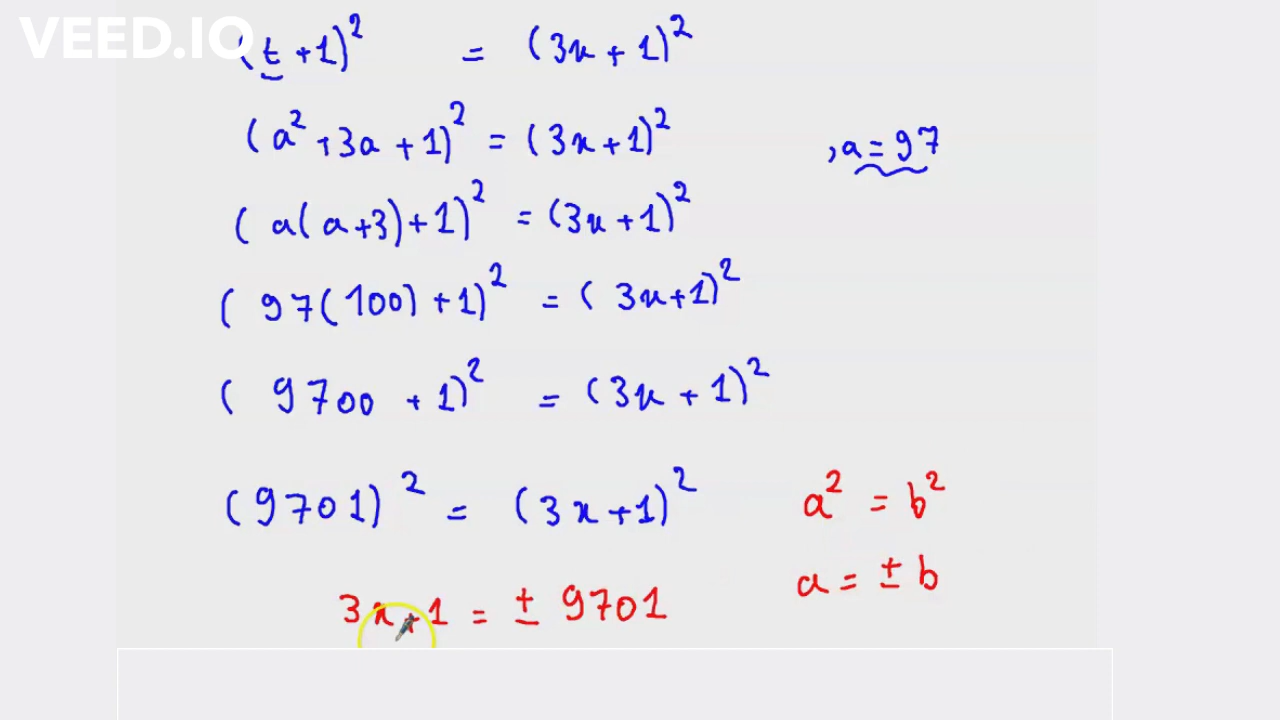 VEED.IO
(t+1)² = (3x+1)²
(a²+3a+1)² = (3x+1)²
,a=97
(a(a+3)+1)² = (3x+1)²
(97(100)+1)² = (3x+1)²
(9700+1)² = (3x+1)²
(9701)² = (3x+1)²
a² = b²
a = ± b
3x+1 = ± 9701